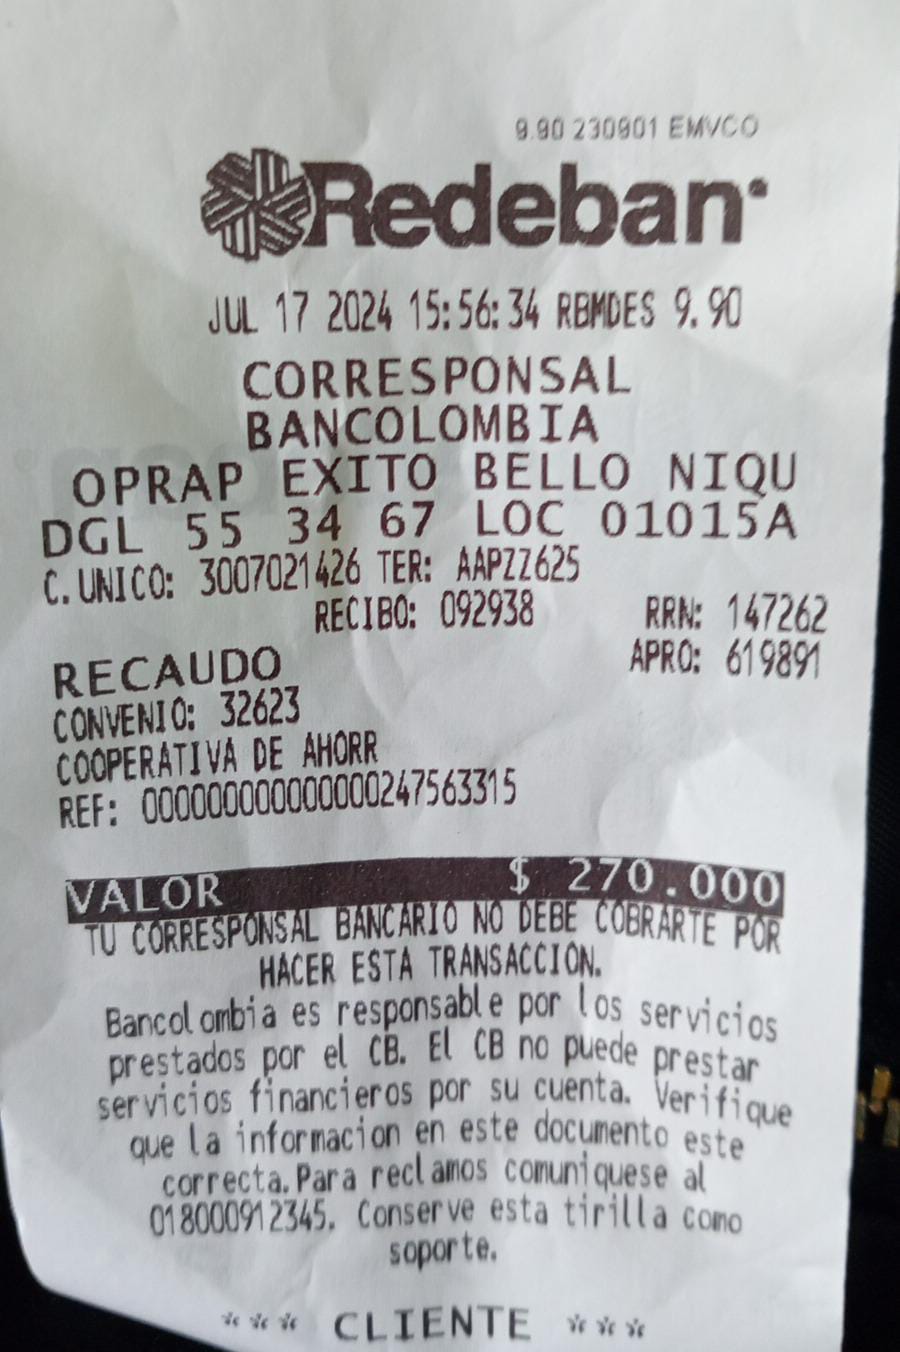 9.90 230901 EMVCO
Redeban
JUL 17 2024 15:56:34 RBMDES 9.90
CORRESPONSAL
BANCOLOMBIA
OPRAP EXITO BELLO NIQU
DGL 55 34 67 LOC 01015A
C. UNICO: 3007021426 TER: AAPZZ625
RECIBO: 092938 RRN: 147262
RECAUDO APRO: 619891
CONVENIO: 32623
COOPERATIVA DE AHORR
REF: 000000000000000247563315
VALOR $ 270.000
TU CORRESPONSAL BANCARIO NO DEBE COBRARTE POR
HACER ESTA TRANSACCION.
Bancolombia es responsable por los servicios
prestados por el CB. El CB no puede prestar
servicios financieros por su cuenta. Verifique
que la informacion en este documento este
correcta. Para reclamos comuniquese al
018000912345. Conserve esta tirilla como
soporte.
*** CLIENTE ***